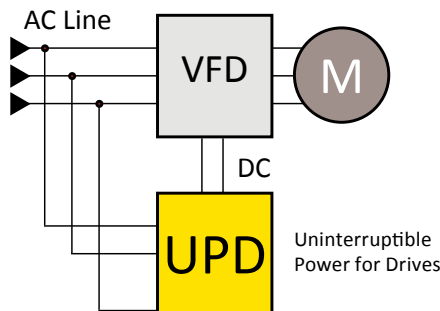 AC Line
VFD
M
DC
UPD
Uninterruptible
Power for Drives